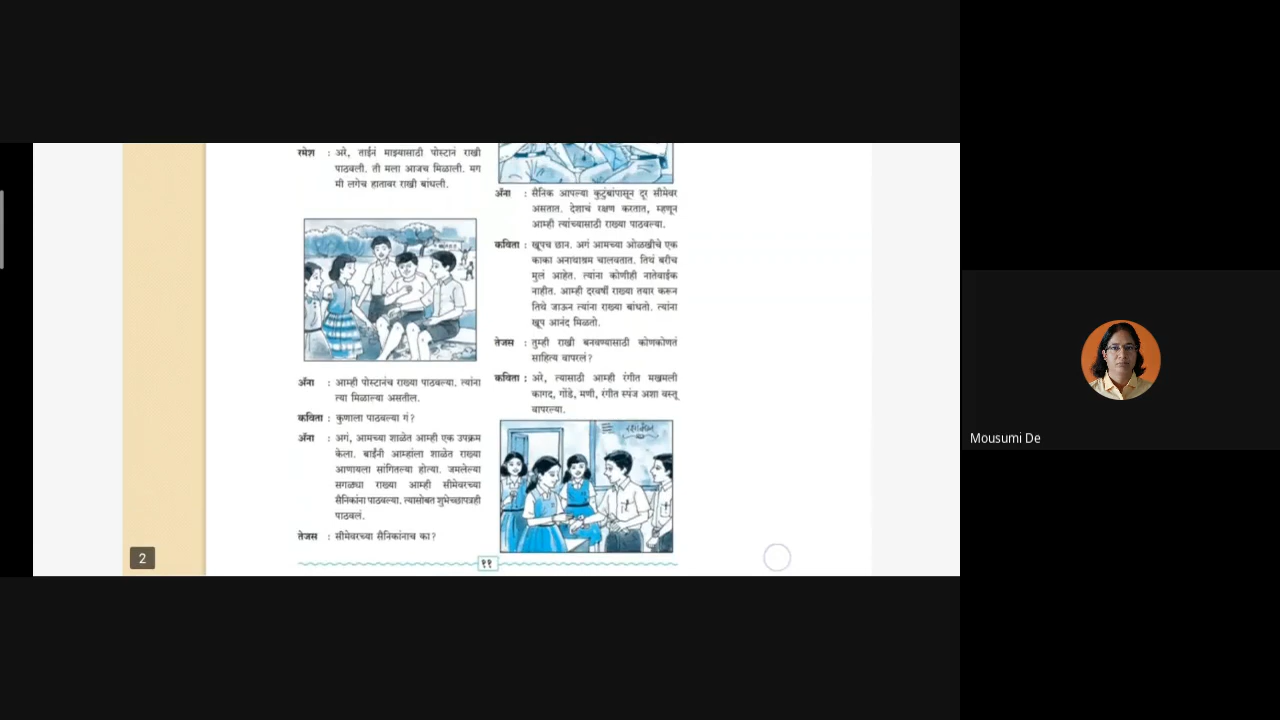 रमेश : अरे, ताईनं माझ्यासाठी पोस्टानं राखी
पाठवली. ती मला आजच मिळाली. मग
मी लगेच हातावर राखी बांधली.
ॲना : आम्ही पोस्टानंच राख्या पाठवल्या. त्यांना
त्या मिळाल्या असतील.
कविता : कुणाला पाठवल्या गं?
ॲना : अगं, आमच्या शाळेत आम्ही एक उपक्रम
केला. बाईंनी आम्हांला शाळेत राख्या
आणायला सांगितल्या होत्या. जमलेल्या
सगळ्या राख्या आम्ही सीमेवरच्या
सैनिकांना पाठवल्या. त्यासोबत शुभेच्छापत्रही
पाठवलं.
तेजस : सीमेवरच्या सैनिकांनाच का?
ॲना : सैनिक आपल्या कुटुंबांपासून दूर सीमेवर
असतात. देशाचं रक्षण करतात, म्हणून
आम्ही त्यांच्यासाठी राख्या पाठवल्या.
कविता : खूपच छान. अगं आमच्या ओळखीचे एक
काका अनाथाश्रम चालवतात. तिथं बरीच
मुलं आहेत. त्यांना कोणीही नातेवाईक
नाहीत. आम्ही दरवर्षी राख्या तयार करून
तिथे जाऊन त्यांना राख्या बांधतो. त्यांना
खूप आनंद मिळतो.
तेजस : तुम्ही राखी बनवण्यासाठी कोणकोणतं
साहित्य वापरलं?
कविता : अरे, त्यासाठी आम्ही रंगीत मखमली
कागद, गोंडे, मणी, रंगीत स्पंज अशा वस्तू
वापरल्या.
११
2
Mousumi De